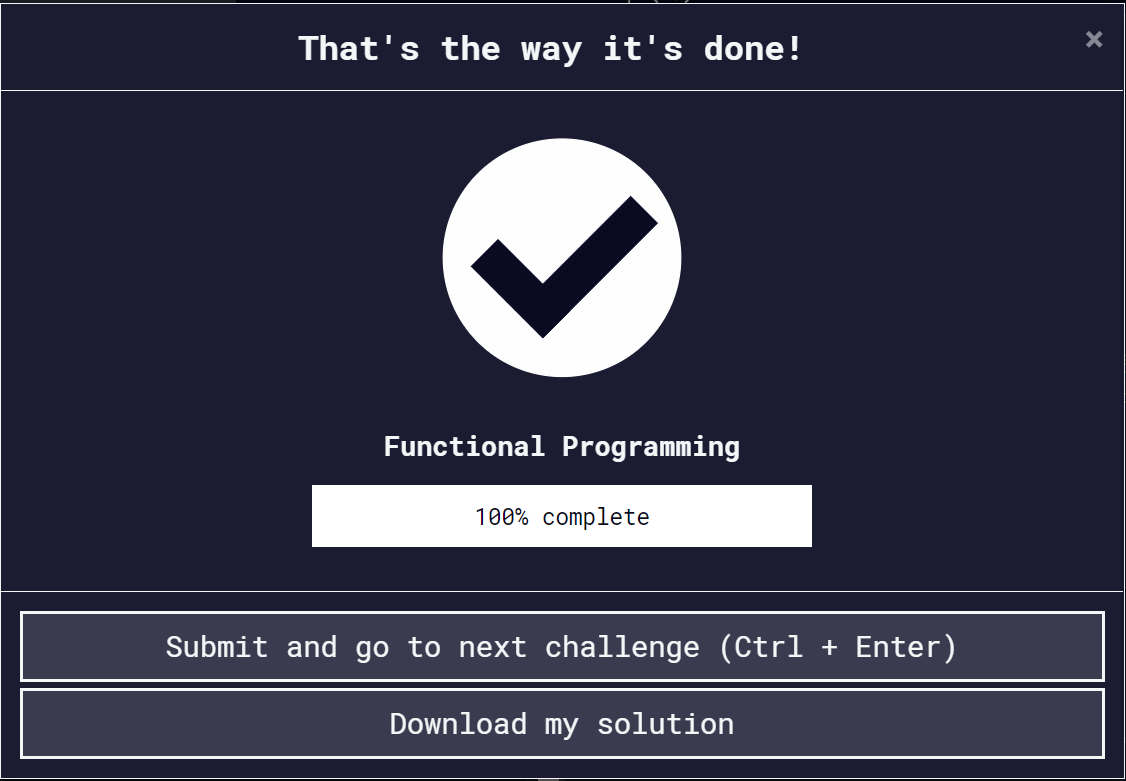 That's the way it's done!
×
Functional Programming
100% complete
Submit and go to next challenge (Ctrl + Enter)
Download my solution